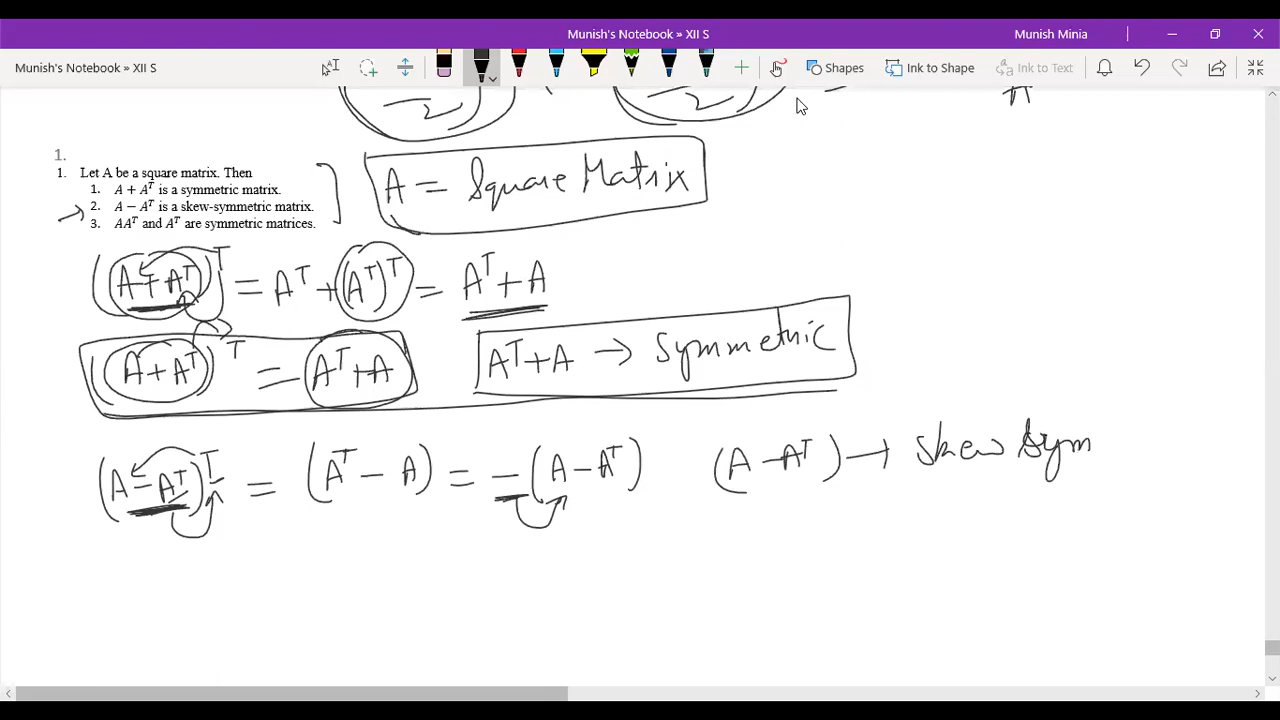 Munish's Notebook » XII S
Munish Minia
Munish's Notebook » XII S
Shapes
Ink to Shape
Ink to Text
2
2
A
1.
1. Let A be a square matrix. Then
1. A + Aᵀ is a symmetric matrix.
2. A − Aᵀ is a skew-symmetric matrix.
3. AAᵀ and Aᵀ are symmetric matrices.
A = Square Matrix
(A + Aᵀ)ᵀ = Aᵀ + (Aᵀ)ᵀ = Aᵀ + A
(A + Aᵀ)ᵀ = Aᵀ + A
Aᵀ + A → Symmetric
(A − Aᵀ)ᵀ = (Aᵀ − A) = −(A − Aᵀ) (A − Aᵀ) → Skew Sym